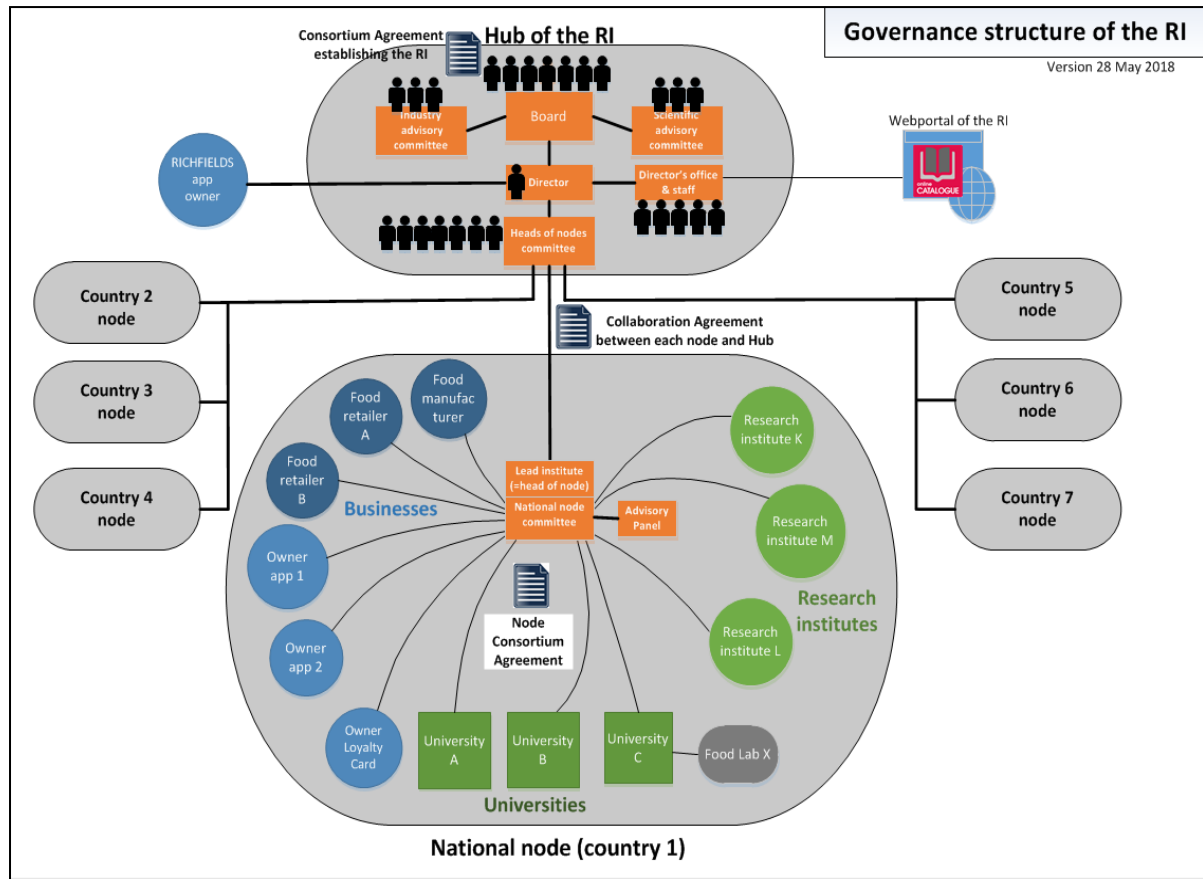 Governance structure of the RI
Version 28 May 2018
Consortium Agreement
establishing the RI
Hub of the RI
Industry
advisory
committee
Board
Scientific
advisory
committee
Webportal of the RI
online
CATALOGUE
RICHFIELDS
app
owner
Director
Director's office
& staff
Heads of nodes
committee
Country 2
node
Country 3
node
Country 4
node
Country 5
node
Country 6
node
Country 7
node
Collaboration Agreement
between each node and Hub
Food
manufac
turer
Food
retailer
A
Food
retailer
B
Businesses
Owner
app 1
Owner
app 2
Owner
Loyalty
Card
Lead institute
(=head of node)
National node
committee
Advisory
Panel
Research
institute K
Research
institute M
Research
institutes
Research
institute L
Node
Consortium
Agreement
University
A
University
B
University
C
Food Lab X
Universities
National node (country 1)